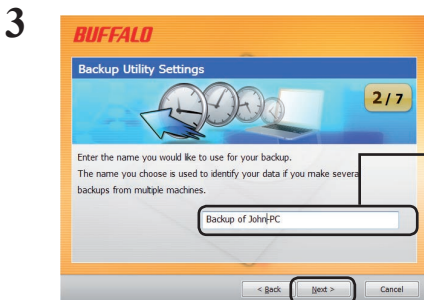 3
BUFFALO
Backup Utility Settings
2 / 7
Enter the name you would like to use for your backup.
The name you choose is used to identify your data if you make severa
backups from multiple machines.
Backup of John-PC
< Back
Next >
Cancel